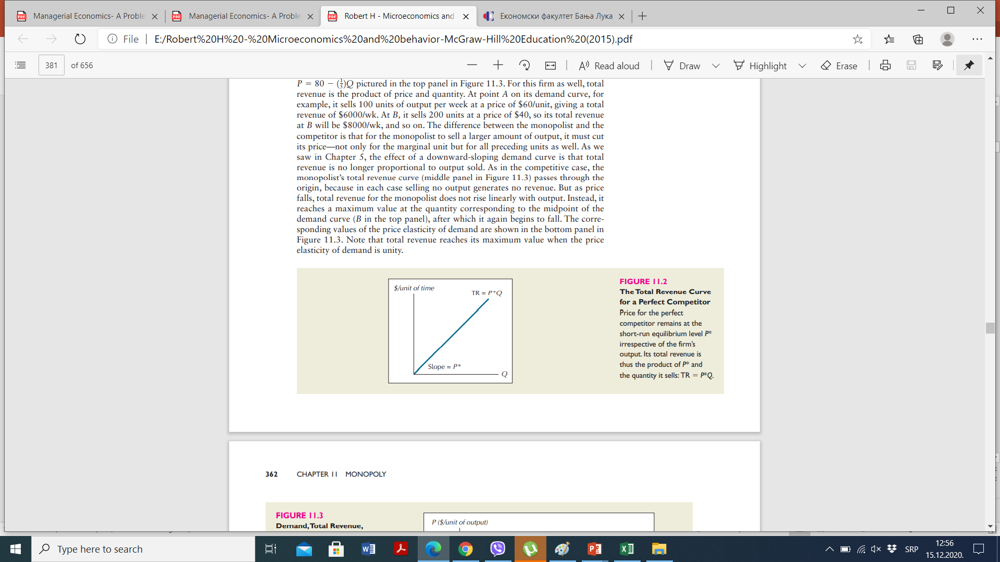 Managerial Economics- A Proble
Managerial Economics- A Proble
Robert H - Microeconomics and
Економски факултет Бања Лука
File
E:/Robert%20H%20-%20Microeconomics%20and%20behavior-McGraw-Hill%20Education%20(2015).pdf
381 of 656
Read aloud
Draw
Highlight
Erase
P = 80 − (1/5)Q pictured in the top panel in Figure 11.3. For this firm as well, total
revenue is the product of price and quantity. At point A on its demand curve, for
example, it sells 100 units of output per week at a price of $60/unit, giving a total
revenue of $6000/wk. At B, it sells 200 units at a price of $40, so its total revenue
at B will be $8000/wk, and so on. The difference between the monopolist and the
competitor is that for the monopolist to sell a larger amount of output, it must cut
its price—not only for the marginal unit but for all preceding units as well. As we
saw in Chapter 5, the effect of a downward-sloping demand curve is that total
revenue is no longer proportional to output sold. As in the competitive case, the
monopolist's total revenue curve (middle panel in Figure 11.3) passes through the
origin, because in each case selling no output generates no revenue. But as price
falls, total revenue for the monopolist does not rise linearly with output. Instead, it
reaches a maximum value at the quantity corresponding to the midpoint of the
demand curve (B in the top panel), after which it again begins to fall. The corre-
sponding values of the price elasticity of demand are shown in the bottom panel in
Figure 11.3. Note that total revenue reaches its maximum value when the price
elasticity of demand is unity.
$/unit of time
TR = P*Q
Slope = P*
Q
FIGURE 11.2
The Total Revenue Curve
for a Perfect Competitor
Price for the perfect
competitor remains at the
short-run equilibrium level P*
irrespective of the firm's
output. Its total revenue is
thus the product of P* and
the quantity it sells: TR = P*Q.
362 CHAPTER 11 MONOPOLY
FIGURE 11.3
Demand, Total Revenue,
P ($/unit of output)
Type here to search
SRP
12:56
15.12.2020.